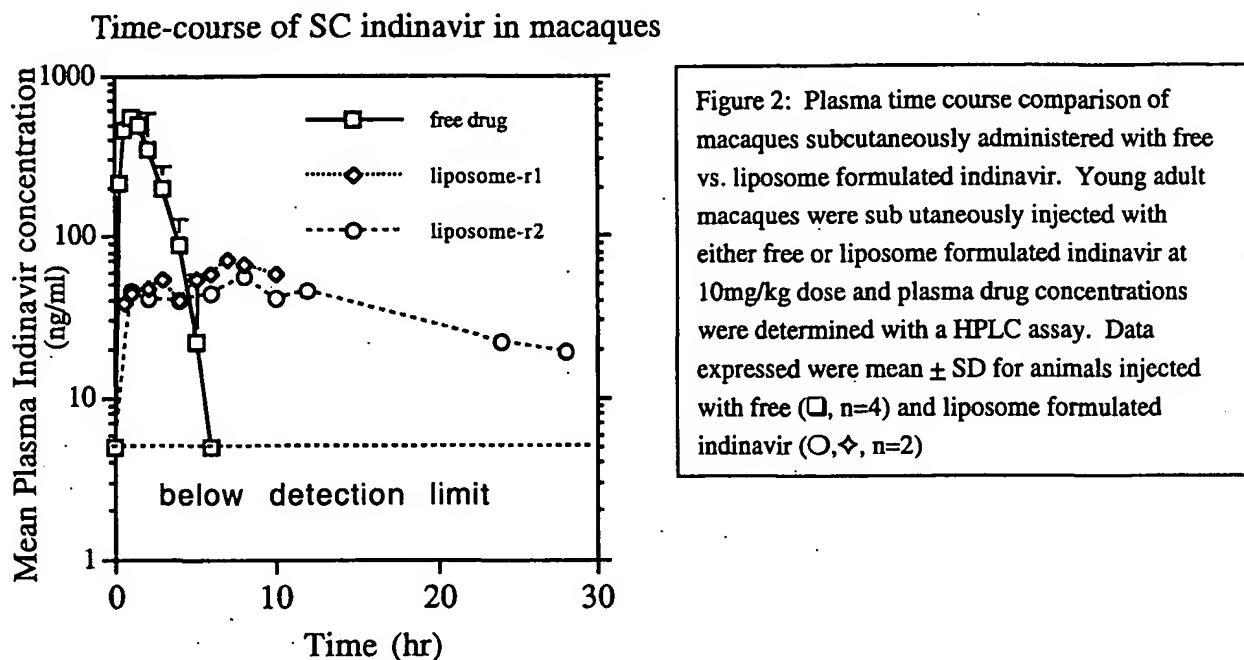 Time-course of SC indinavir in macaques
Mean Plasma Indinavir concentration
(ng/ml)
1000
100
10
1
free drug
liposome-r1
liposome-r2
below detection limit
0
10
20
30
Time (hr)
Figure 2: Plasma time course comparison of
macaques subcutaneously administered with free
vs. liposome formulated indinavir. Young adult
macaques were sub utaneously injected with
either free or liposome formulated indinavir at
10mg/kg dose and plasma drug concentrations
were determined with a HPLC assay. Data
expressed were mean ± SD for animals injected
with free (❑, n=4) and liposome formulated
indinavir (○,✧, n=2)